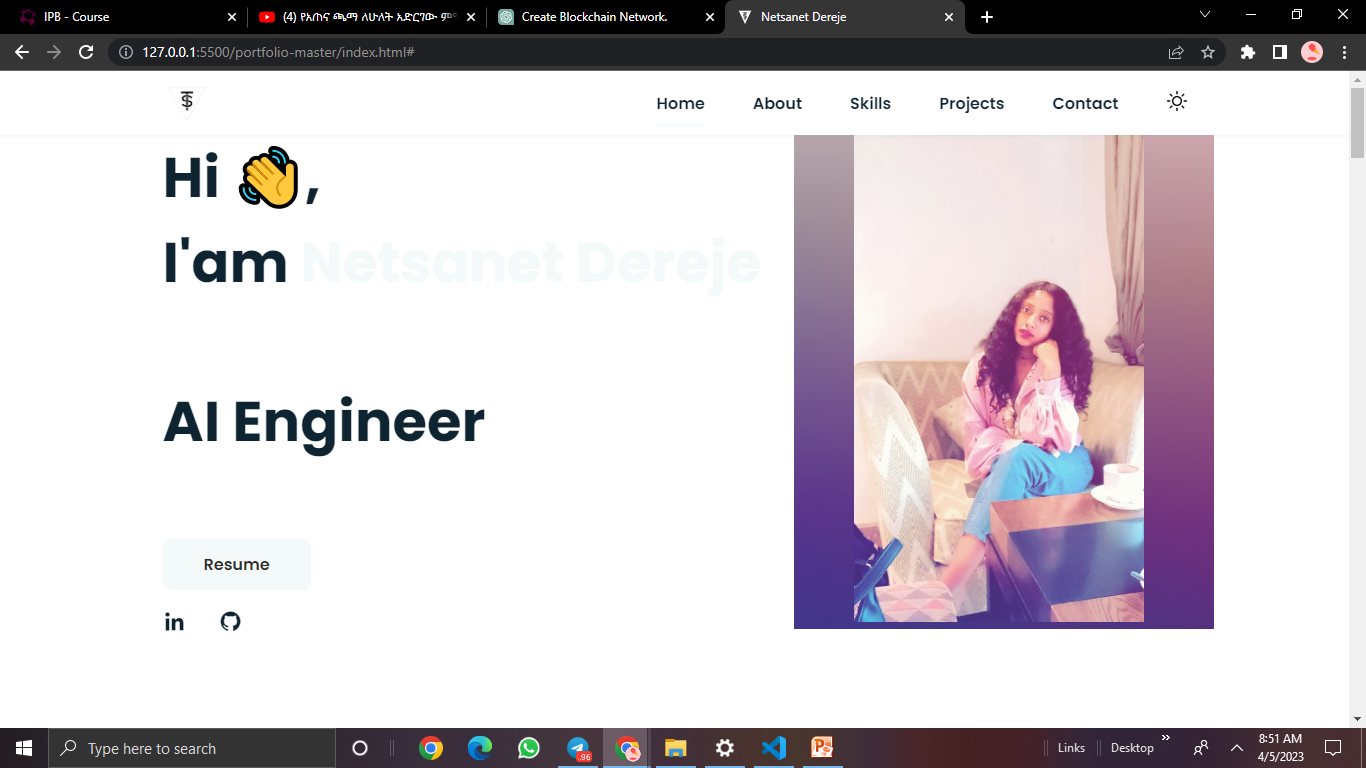 IPB - Course
(4) የአጠና ጫማ ለሁለት አድርገው
Create Blockchain Network.
Netsanet Dereje
127.0.0.1:5500/portfolio-master/index.html#
Home
About
Skills
Projects
Contact
Hi 👋,
I'am Netsanet Dereje
AI Engineer
Resume
in
Type here to search
.96
Links
Desktop
8:51 AM
4/5/2023